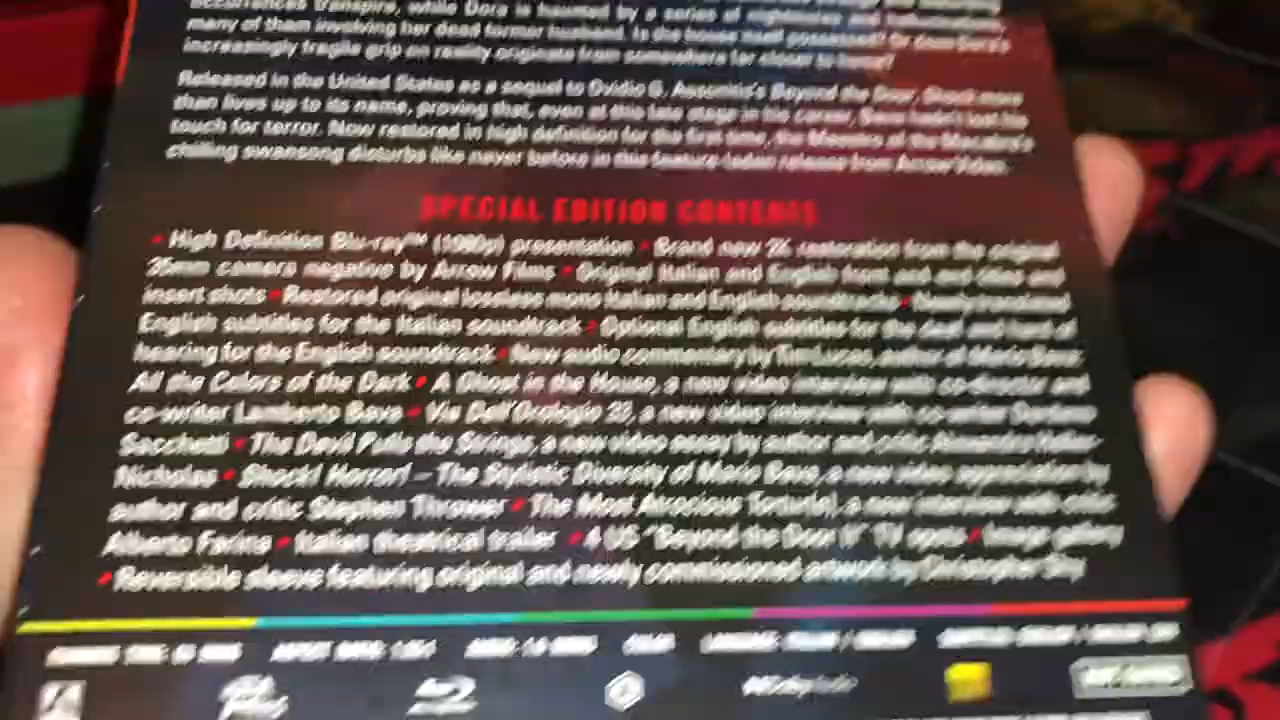 occurrences transpire, while Dora is haunted by a series of nightmares and hallucinations,
many of them involving her dead former husband. Is the house itself possessed? Or does Dora's
increasingly fragile grip on reality originate from somewhere far closer to home?
Released in the United States as a sequel to Ovidio G. Assonitis's Beyond the Door, Shock more
than lives up to its name, proving that, even at this late stage in his career, Bava hadn't lost his
touch for terror. Now restored in high definition for the first time, the Maestro of the Macabre's
chilling swansong disturbs like never before in this feature-laden release from Arrow Video.
SPECIAL EDITION CONTENTS
• High Definition Blu-ray™ (1080p) presentation • Brand new 2K restoration from the original
35mm camera negative by Arrow Films • Original Italian and English front and end titles and
insert shots • Restored original lossless mono Italian and English soundtracks • Newly translated
English subtitles for the Italian soundtrack • Optional English subtitles for the deaf and hard of
hearing for the English soundtrack • New audio commentary by Tim Lucas, author of Mario Bava:
All the Colors of the Dark • A Ghost in the House, a new video interview with co-director and
co-writer Lamberto Bava • Via Dell'Orologio 33, a new video interview with co-writer Dardano
Sacchetti • The Devil Pulls the Strings, a new video essay by author and critic Alexandra Heller-
Nicholas • Shock! Horror! – The Stylistic Diversity of Mario Bava, a new video appreciation by
author and critic Stephen Thrower • The Most Atrocious Torture(r), a new interview with critic
Alberto Farina • Italian theatrical trailer • 4 US "Beyond the Door II" TV spots • Image gallery
• Reversible sleeve featuring original and newly commissioned artwork by Christopher Shy